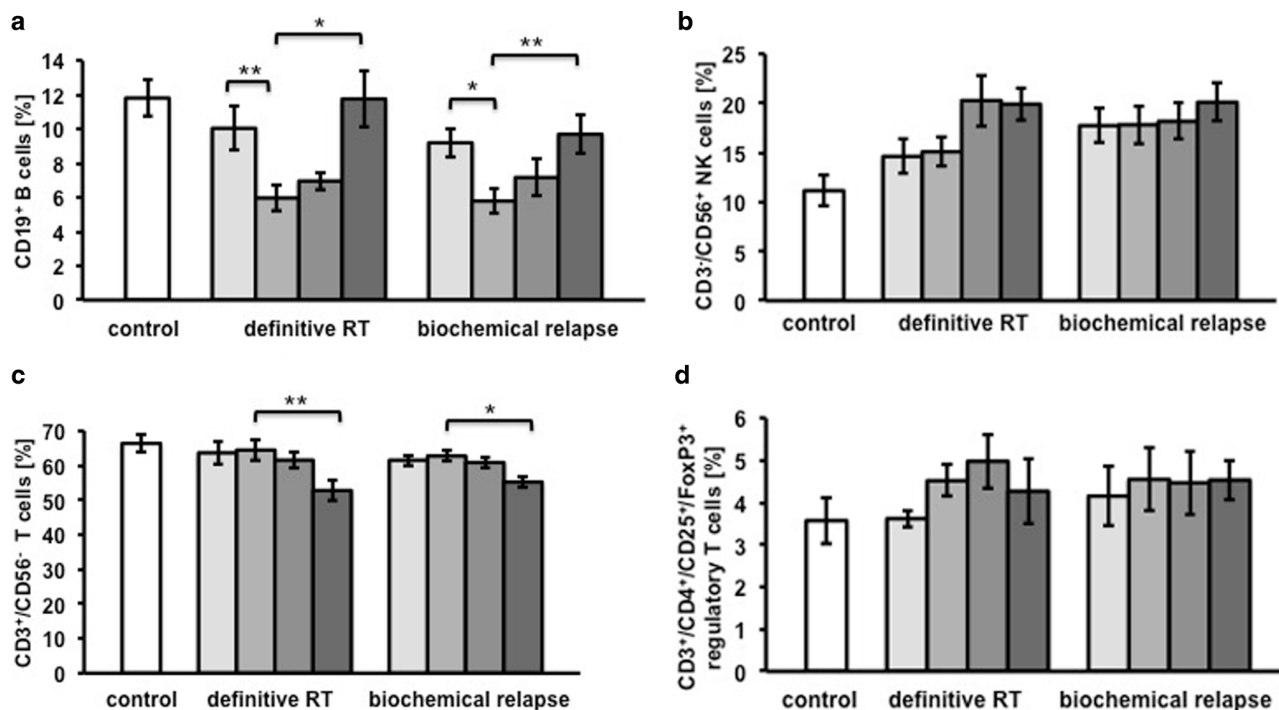 a
CD19⁺ B cells [%]
14
12
10
8
6
4
2
0
**
*
*
**
control
definitive RT
biochemical relapse
b
CD3⁻/CD56⁺ NK cells [%]
25
20
15
10
5
0
control
definitive RT
biochemical relapse
c
CD3⁺/CD56⁻ T cells [%]
70
60
50
40
30
20
10
0
**
*
control
definitive RT
biochemical relapse
d
CD3⁺/CD4⁺/CD25⁺/FoxP3⁺
regulatory T cells [%]
6
5
4
3
2
1
0
control
definitive RT
biochemical relapse